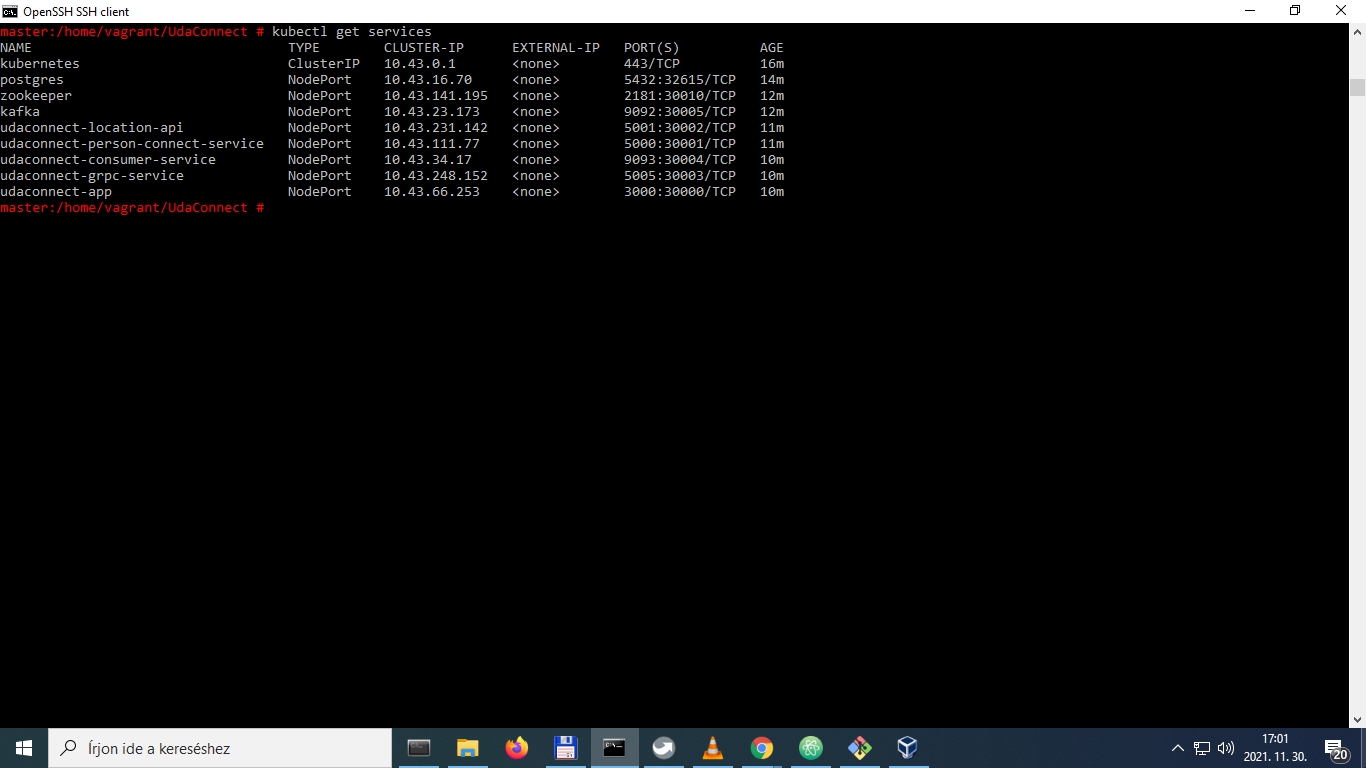 OpenSSH SSH client
master:/home/vagrant/UdaConnect # kubectl get services
NAME TYPE CLUSTER-IP EXTERNAL-IP PORT(S) AGE
kubernetes ClusterIP 10.43.0.1 <none> 443/TCP 16m
postgres NodePort 10.43.16.70 <none> 5432:32615/TCP 14m
zookeeper NodePort 10.43.141.195 <none> 2181:30010/TCP 12m
kafka NodePort 10.43.23.173 <none> 9092:30005/TCP 12m
udaconnect-location-api NodePort 10.43.231.142 <none> 5001:30002/TCP 11m
udaconnect-person-connect-service NodePort 10.43.111.77 <none> 5000:30001/TCP 11m
udaconnect-consumer-service NodePort 10.43.34.17 <none> 9093:30004/TCP 10m
udaconnect-grpc-service NodePort 10.43.248.152 <none> 5005:30003/TCP 10m
udaconnect-app NodePort 10.43.66.253 <none> 3000:30000/TCP 10m
master:/home/vagrant/UdaConnect #
Írjon ide a kereséshez
17:01
2021. 11. 30.
20